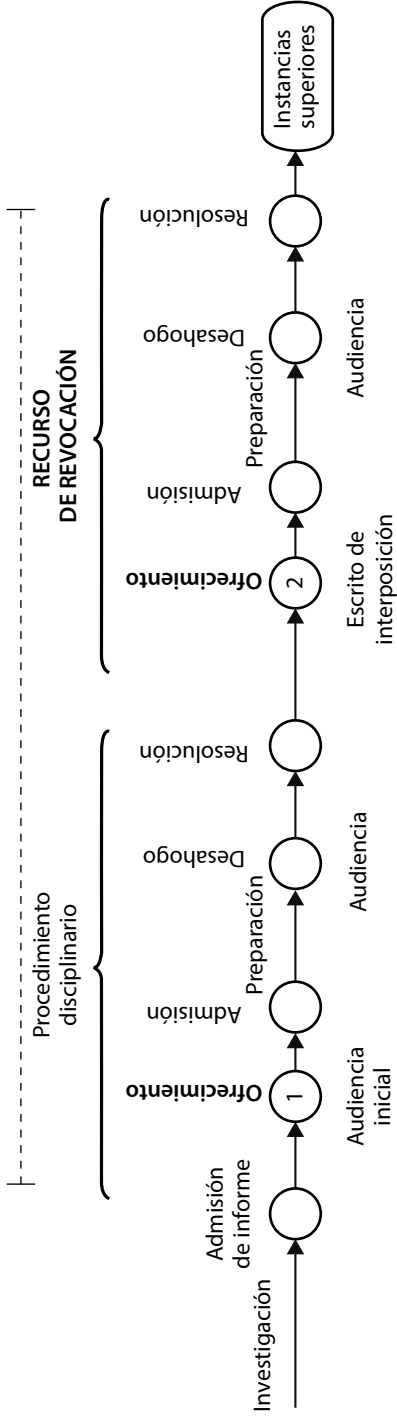 Procedimiento
disciplinario
RECURSO
DE REVOCACIÓN
Investigación
Admisión
de informe
Ofrecimiento
1
Audiencia
inicial
Admisión
Preparación
Desahogo
Audiencia
Resolución
Ofrecimiento
2
Escrito de
interposición
Admisión
Preparación
Desahogo
Audiencia
Resolución
Instancias
superiores